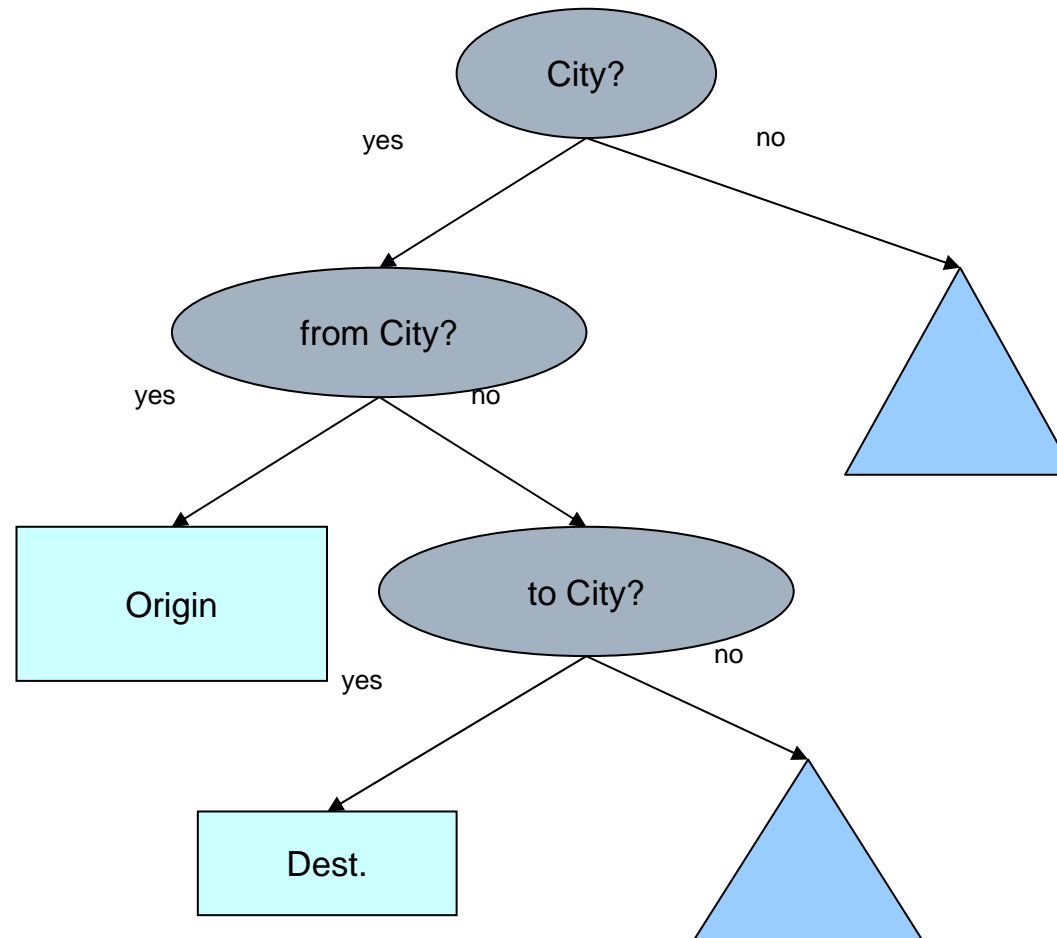 City?
yes
no
from City?
yes
no
Origin
to City?
yes
no
Dest.